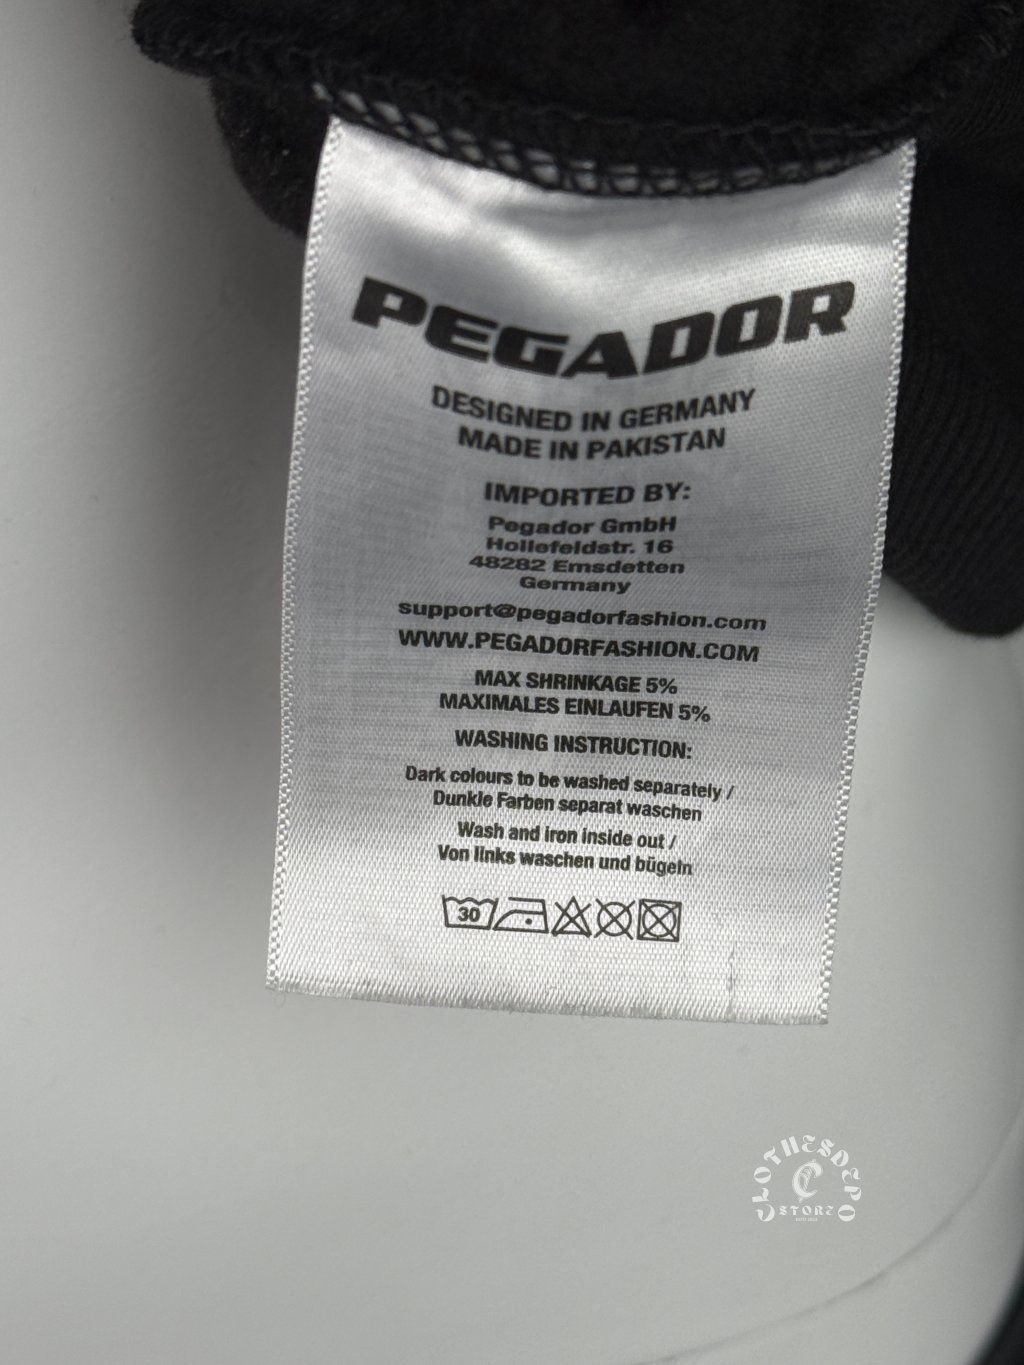 PEGADOR
DESIGNED IN GERMANY
MADE IN PAKISTAN
IMPORTED BY:
Pegador GmbH
Hollefeldstr. 16
48282 Emsdetten
Germany
support@pegadorfashion.com
WWW.PEGADORFASHION.COM
MAX SHRINKAGE 5%
MAXIMALES EINLAUFEN 5%
WASHING INSTRUCTION:
Dark colours to be washed separately /
Dunkle Farben separat waschen
Wash and iron inside out /
Von links waschen und bügeln
30
CLOTHESDEPO
C
STORE